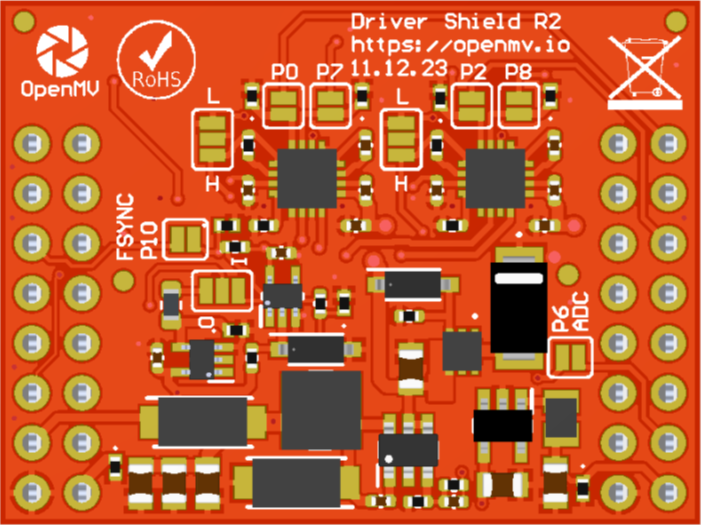 Driver Shield R2
https://openmv.io
11.12.23
OpenMV
RoHS
P0 P7 P2 P8
L L
H H
FSYNC
P10
I
O
P6
ADC